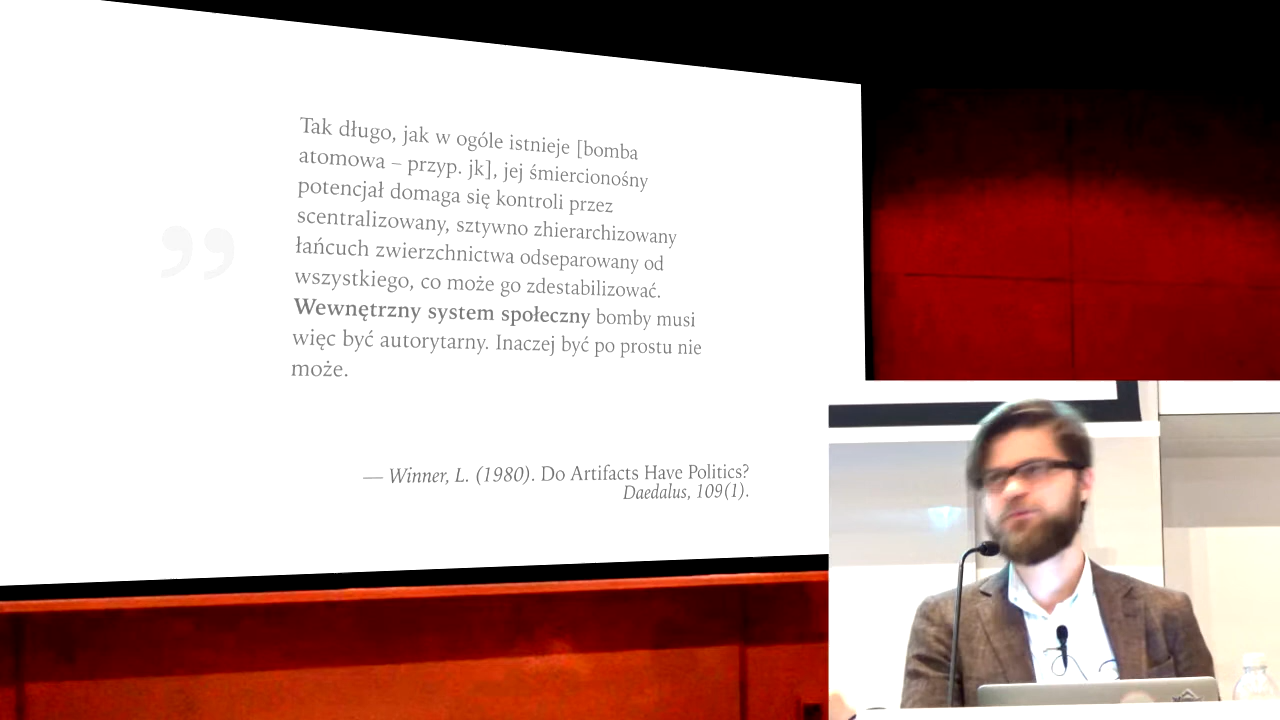 Tak długo, jak w ogóle istnieje [bomba
atomowa – przyp. jk], jej śmiercionośny
potencjał domaga się kontroli przez
scentralizowany, sztywno zhierarchizowany
łańcuch zwierzchnictwa odseparowany od
wszystkiego, co może go zdestabilizować.
Wewnętrzny system społeczny bomby musi
więc być autorytarny. Inaczej być po prostu nie
może.
— Winner, L. (1980). Do Artifacts Have Politics?
Daedalus, 109(1).